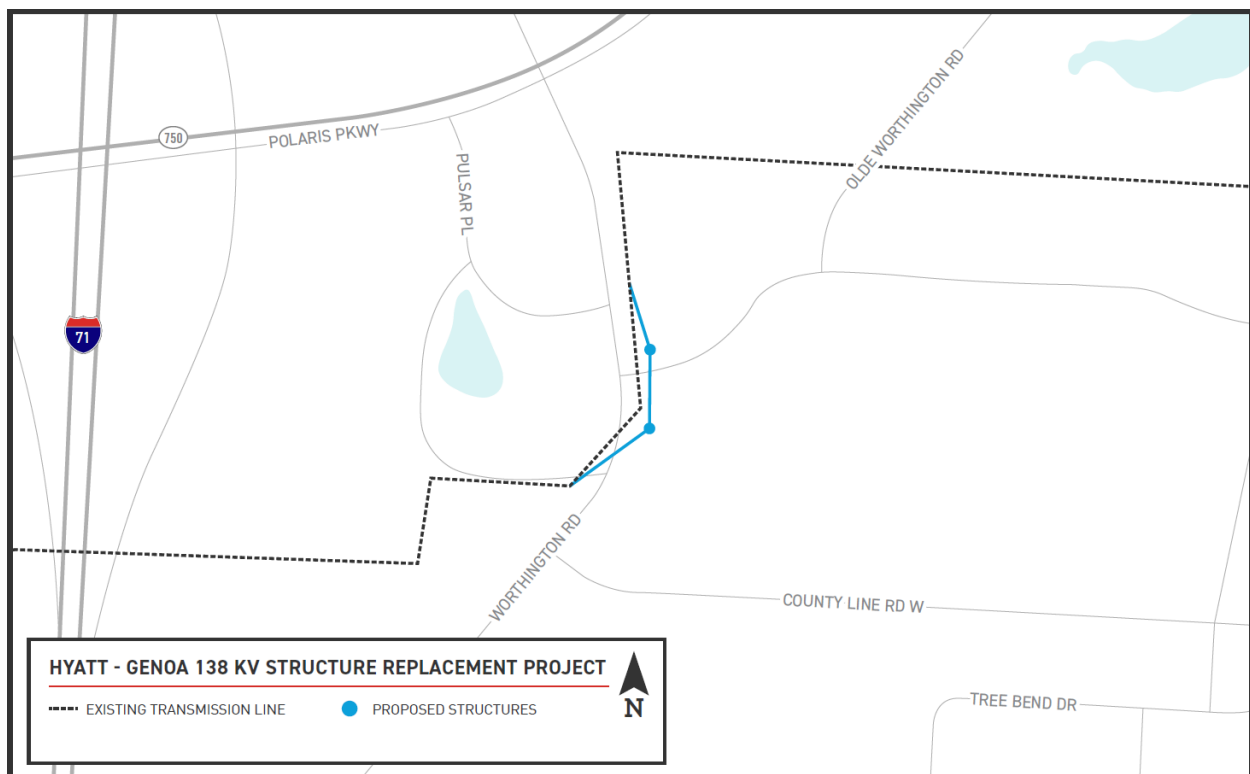 750
POLARIS PKWY
PULSAR PL
OLDE WORTHINGTON RD
71
WORTHINGTON RD
COUNTY LINE RD W
TREE BEND DR
HYATT - GENOA 138 KV STRUCTURE REPLACEMENT PROJECT
EXISTING TRANSMISSION LINE
PROPOSED STRUCTURES
N